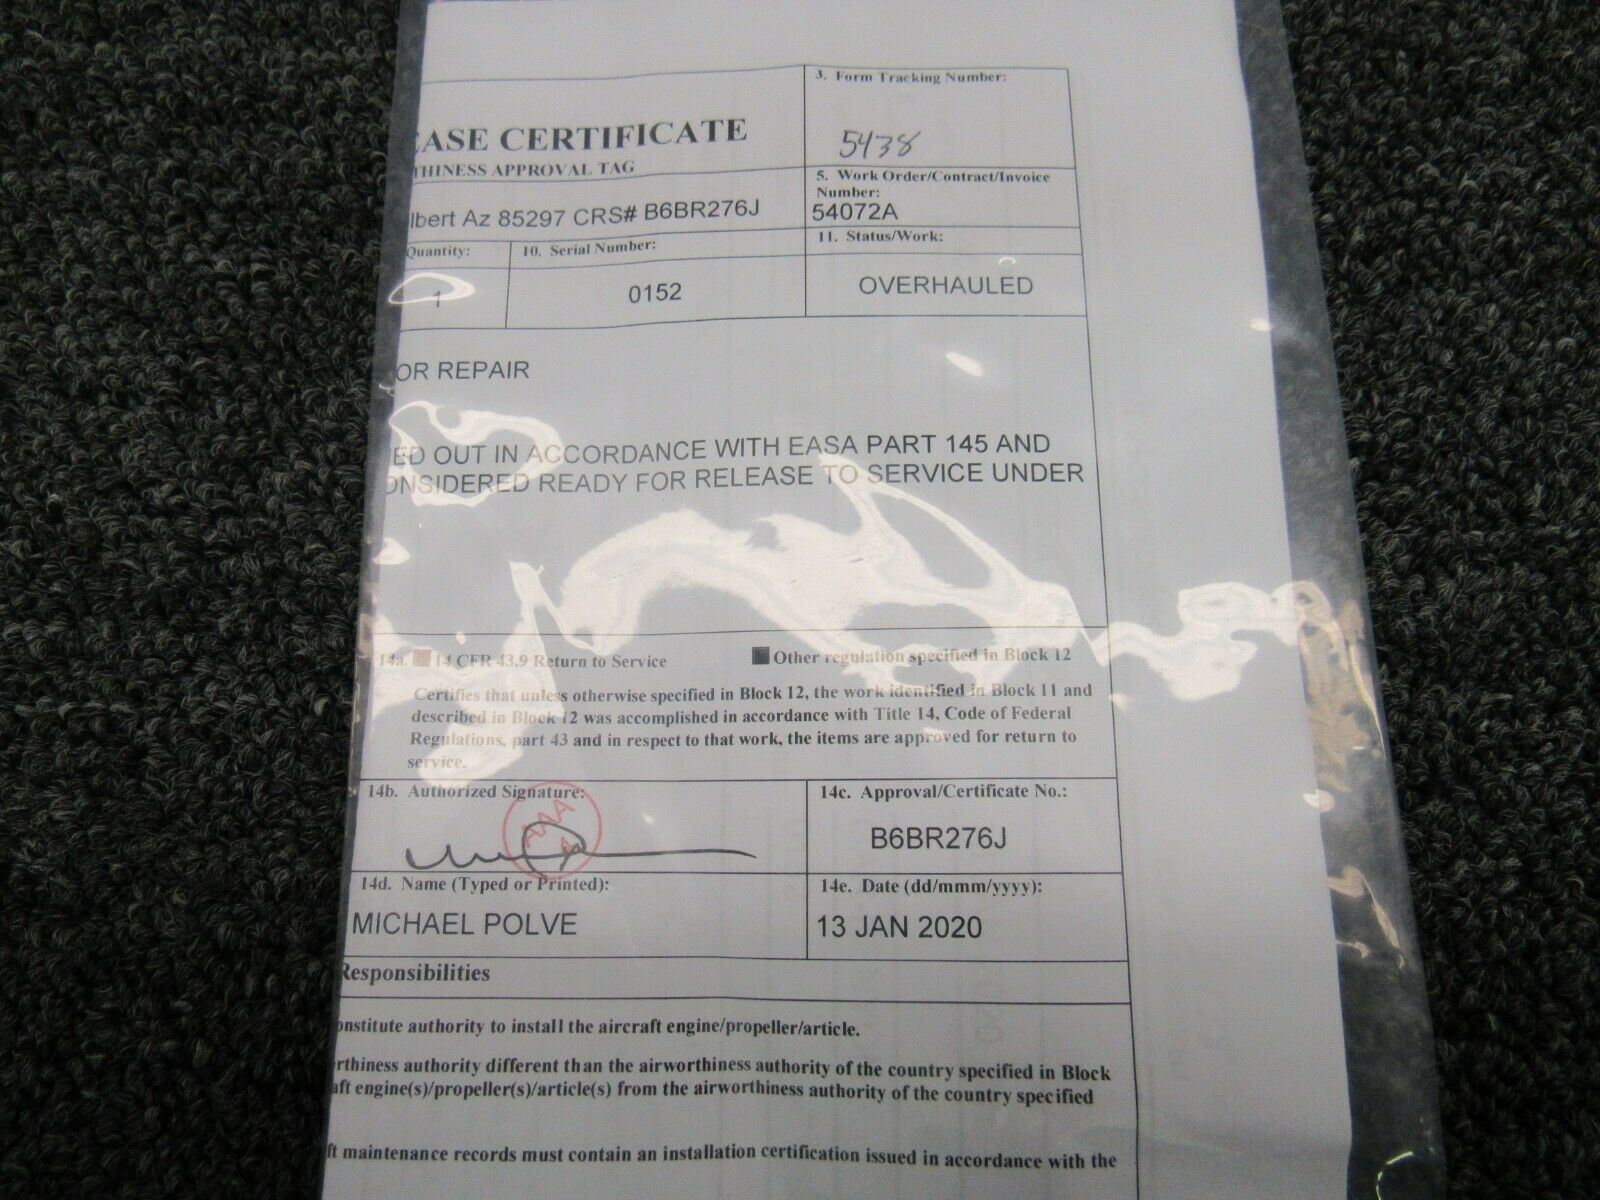 3. Form Tracking Number:
EASE CERTIFICATE
5438
THINESS APPROVAL TAG
5. Work Order/Contract/Invoice
Number:
lbert Az 85297 CRS# B6BR276J
54072A
Quantity:
10. Serial Number:
11. Status/Work:
1
0152
OVERHAULED
OR REPAIR
ED OUT IN ACCORDANCE WITH EASA PART 145 AND
ONSIDERED READY FOR RELEASE TO SERVICE UNDER
14a. 14 CFR 43.9 Return to Service
Other regulation specified in Block 12
Certifies that unless otherwise specified in Block 12, the work identified in Block 11 and
described in Block 12 was accomplished in accordance with Title 14, Code of Federal
Regulations, part 43 and in respect to that work, the items are approved for return to
service.
14b. Authorized Signature:
14c. Approval/Certificate No.:
AAA
4
B6BR276J
14d. Name (Typed or Printed):
14e. Date (dd/mmm/yyyy):
MICHAEL POLVE
13 JAN 2020
Responsibilities
onstitute authority to install the aircraft engine/propeller/article.
rthiness authority different than the airworthiness authority of the country specified in Block
aft engine(s)/propeller(s)/article(s) from the airworthiness authority of the country specified
ft maintenance records must contain an installation certification issued in accordance with the